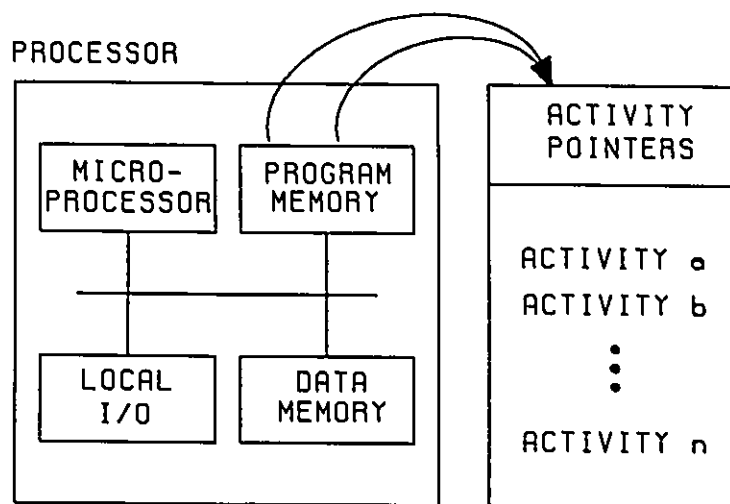 PROCESSOR
MICRO-
PROCESSOR
PROGRAM
MEMORY
LOCAL
I/O
DATA
MEMORY
ACTIVITY
POINTERS
ACTIVITY a
ACTIVITY b
ACTIVITY n